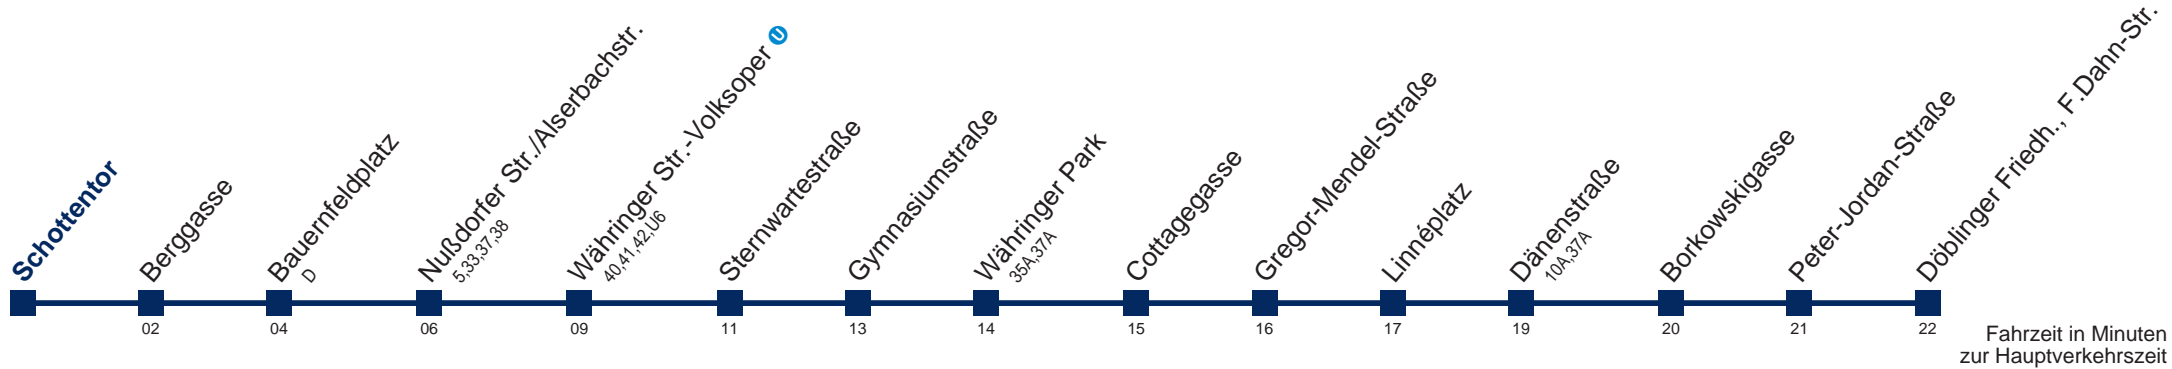 Schottentor
Berggasse
Bauernfeldplatz
D
Nußdorfer Str./Alserbachstr.
5,33,37,38
Währinger Str.-Volksoper U
40,41,42,U6
Sternwartestraße
Gymnasiumstraße
Währinger Park
35A,37A
Cottagegasse
Gregor-Mendel-Straße
Linnéplatz
Dänenstraße
10A,37A
Borkowskigasse
Peter-Jordan-Straße
Döblinger Friedh., F.Dahn-Str.
02 04 06 09 11 13 14 15 16 17 19 20 21 22
Fahrzeit in Minuten
zur Hauptverkehrszeit